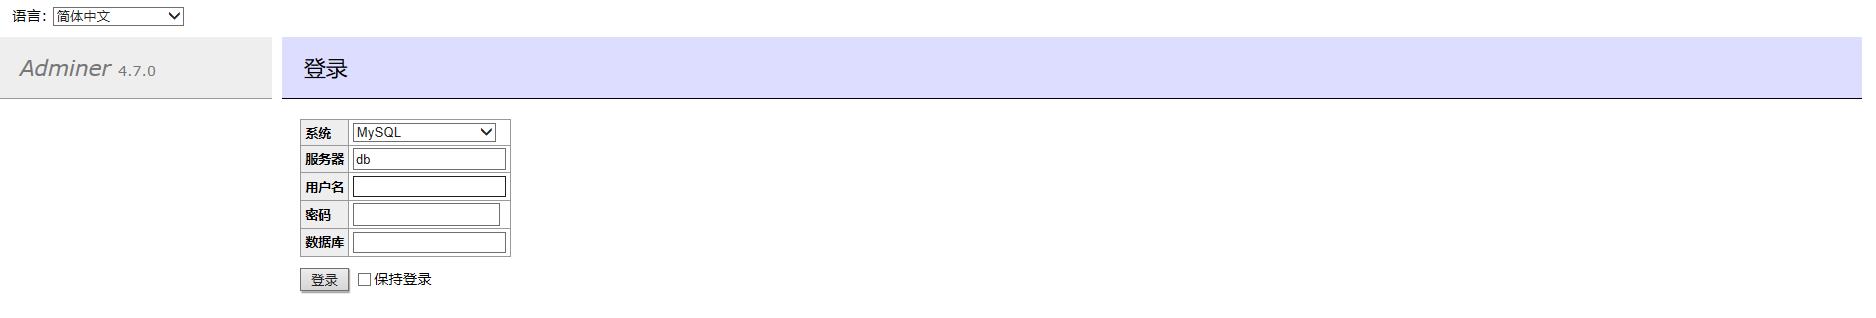 语言: 简体中文
Adminer 4.7.0
登录
系统 MySQL
服务器 db
用户名
密码
数据库
登录 保持登录